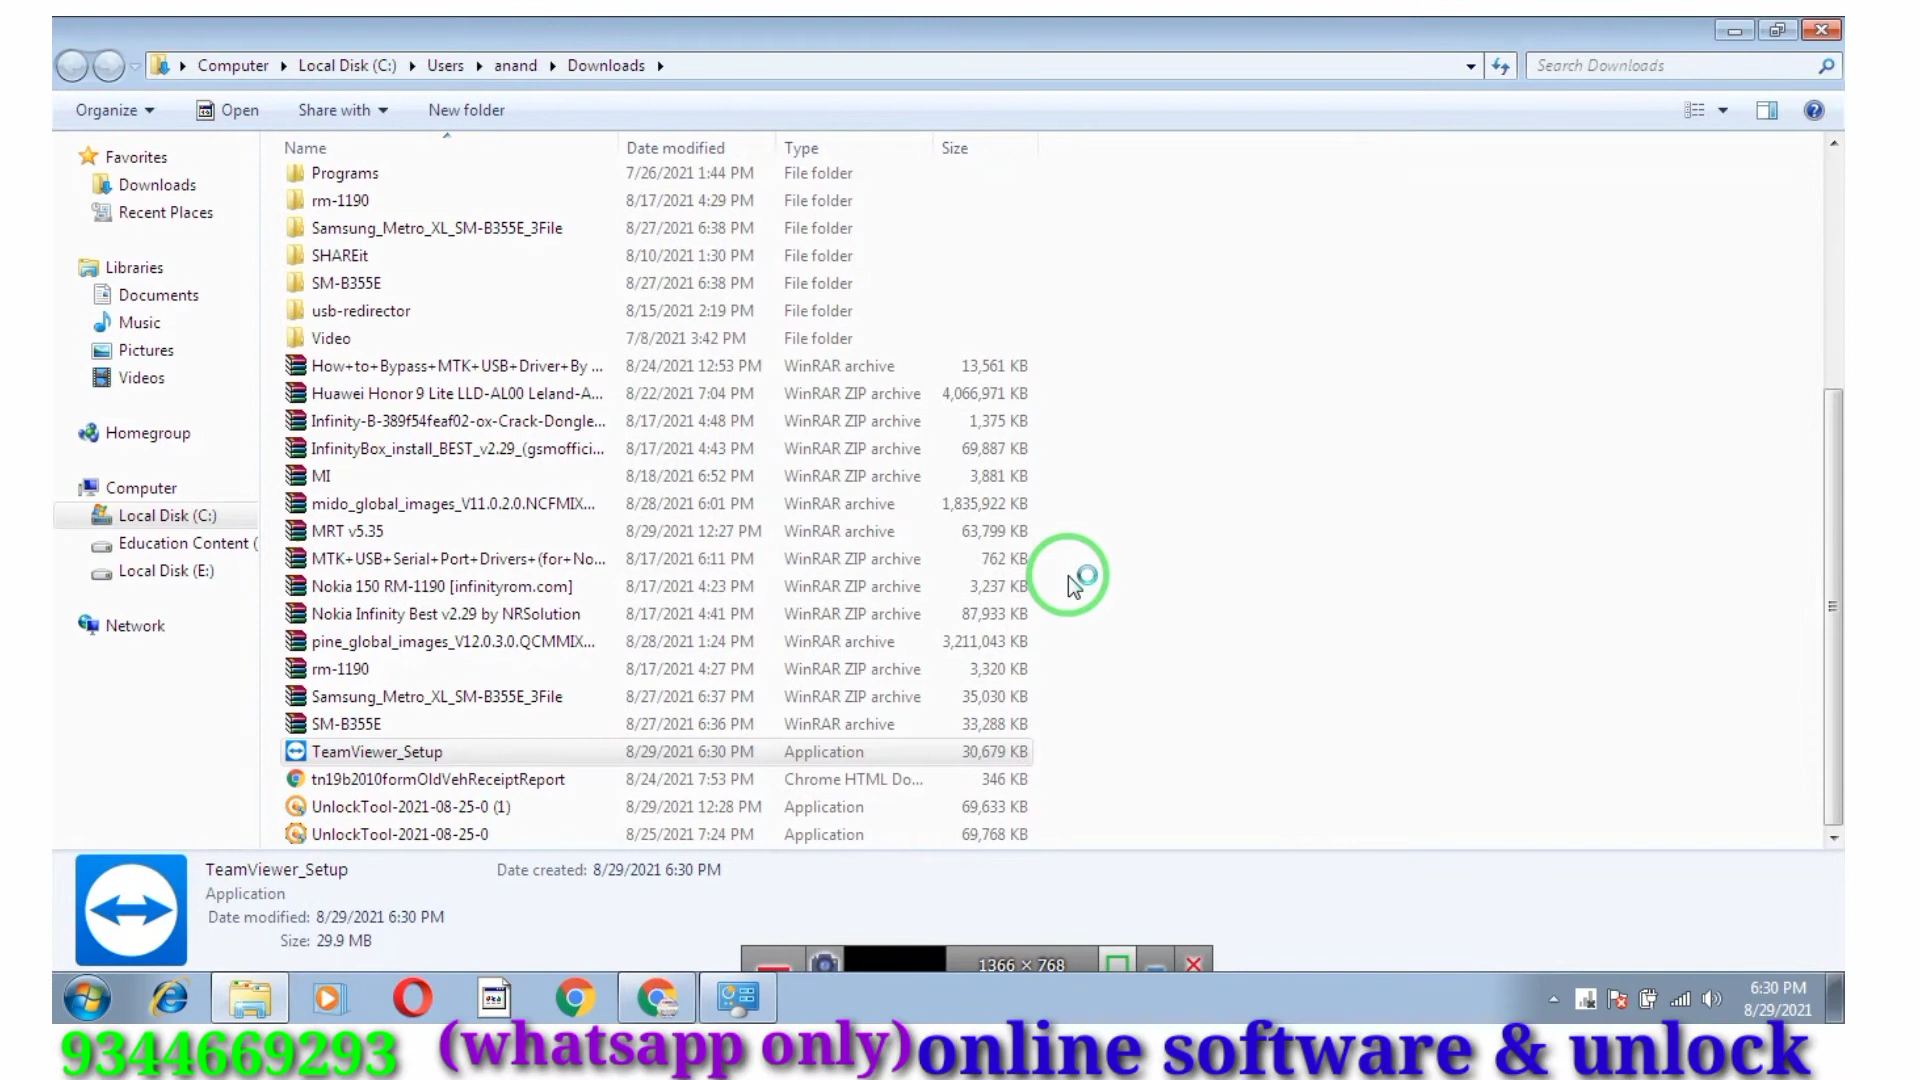 Computer Local Disk (C:) Users anand Downloads
Search Downloads
Organize Open Share with New folder
Name Date modified Type Size
Favorites
Downloads
Recent Places
Libraries
Documents
Music
Pictures
Videos
Homegroup
Computer
Local Disk (C:)
Education Content (
Local Disk (E:)
Network
Programs 7/26/2021 1:44 PM File folder
rm-1190 8/17/2021 4:29 PM File folder
Samsung_Metro_XL_SM-B355E_3File 8/27/2021 6:38 PM File folder
SHAREit 8/10/2021 1:30 PM File folder
SM-B355E 8/27/2021 6:38 PM File folder
usb-redirector 8/15/2021 2:19 PM File folder
Video 7/8/2021 3:42 PM File folder
How+to+Bypass+MTK+USB+Driver+By ... 8/24/2021 12:53 PM WinRAR archive 13,561 KB
Huawei Honor 9 Lite LLD-AL00 Leland-A... 8/22/2021 7:04 PM WinRAR ZIP archive 4,066,971 KB
Infinity-B-389f54feaf02-ox-Crack-Dongle... 8/17/2021 4:48 PM WinRAR ZIP archive 1,375 KB
InfinityBox_install_BEST_v2.29_(gsmoffici... 8/17/2021 4:43 PM WinRAR ZIP archive 69,887 KB
MI 8/18/2021 6:52 PM WinRAR ZIP archive 3,881 KB
mido_global_images_V11.0.2.0.NCFMIX... 8/28/2021 6:01 PM WinRAR archive 1,835,922 KB
MRT v5.35 8/29/2021 12:27 PM WinRAR archive 63,799 KB
MTK+USB+Serial+Port+Drivers+(for+No... 8/17/2021 6:11 PM WinRAR ZIP archive 762 KB
Nokia 150 RM-1190 [infinityrom.com] 8/17/2021 4:23 PM WinRAR ZIP archive 3,237 KB
Nokia Infinity Best v2.29 by NRSolution 8/17/2021 4:41 PM WinRAR ZIP archive 87,933 KB
pine_global_images_V12.0.3.0.QCMMIX... 8/28/2021 1:24 PM WinRAR archive 3,211,043 KB
rm-1190 8/17/2021 4:27 PM WinRAR ZIP archive 3,320 KB
Samsung_Metro_XL_SM-B355E_3File 8/27/2021 6:37 PM WinRAR ZIP archive 35,030 KB
SM-B355E 8/27/2021 6:36 PM WinRAR archive 33,288 KB
TeamViewer_Setup 8/29/2021 6:30 PM Application 30,679 KB
tn19b2010formOldVehReceiptReport 8/24/2021 7:53 PM Chrome HTML Do... 346 KB
UnlockTool-2021-08-25-0 (1) 8/29/2021 12:28 PM Application 69,633 KB
UnlockTool-2021-08-25-0 8/25/2021 7:24 PM Application 69,768 KB
TeamViewer_Setup Date created: 8/29/2021 6:30 PM
Application
Date modified: 8/29/2021 6:30 PM
Size: 29.9 MB
1366 × 768
6:30 PM
8/29/2021
9344669293 (whatsapp only) online software & unlock